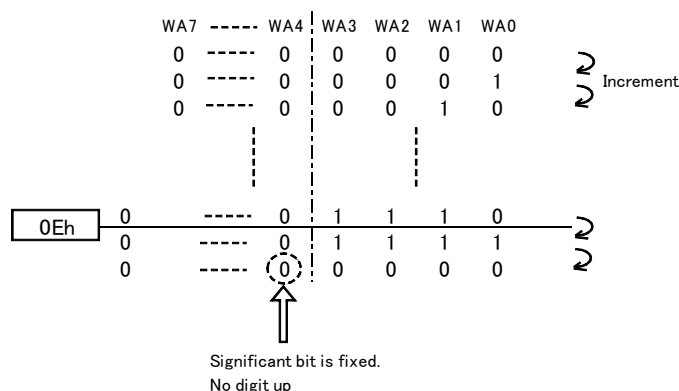 WA7 ------ WA4 WA3 WA2 WA1 WA0
0 ----- 0 0 0 0 0
0 ----- 0 0 0 0 1
Increment
0 ----- 0 0 0 1 0
0Eh
0 ----- 0 1 1 1 0
0 ----- 0 1 1 1 1
0 ----- 0 0 0 0 0
Significant bit is fixed.
No digit up